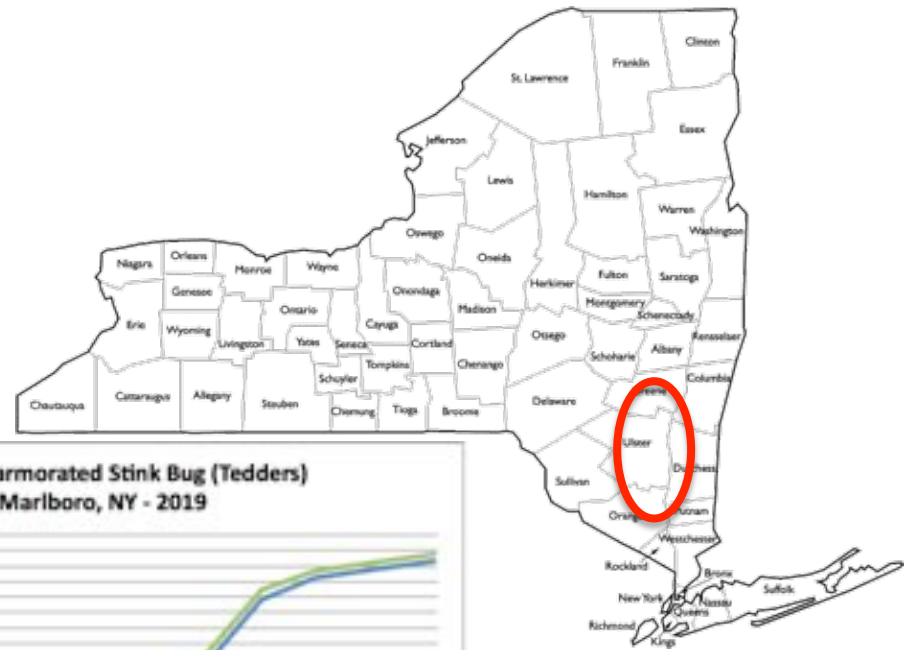 Clinton
Franklin
St. Lawrence
Essex
Jefferson
Lewis
Hamilton
Warren
Washington
Oswego
Oneida
Herkimer
Fulton
Saratoga
Niagara
Orleans
Monroe
Wayne
Genesee
Onondaga
Madison
Montgomery
Schenectady
Erie
Wyoming
Ontario
Cayuga
Otsego
Rensselaer
Livingston
Yates
Seneca
Cortland
Schoharie
Albany
Tompkins
Chenango
Schuyler
Columbia
Chautauqua
Cattaraugus
Allegany
Steuben
Chemung
Tioga
Broome
Delaware
Greene
Ulster
Dutchess
Sullivan
Orange
Putnam
Westchester
Rockland
Bronx
New York
Nassau
Suffolk
Queens
Richmond
Kings
armorated Stink Bug (Tedders)
Marlboro, NY - 2019